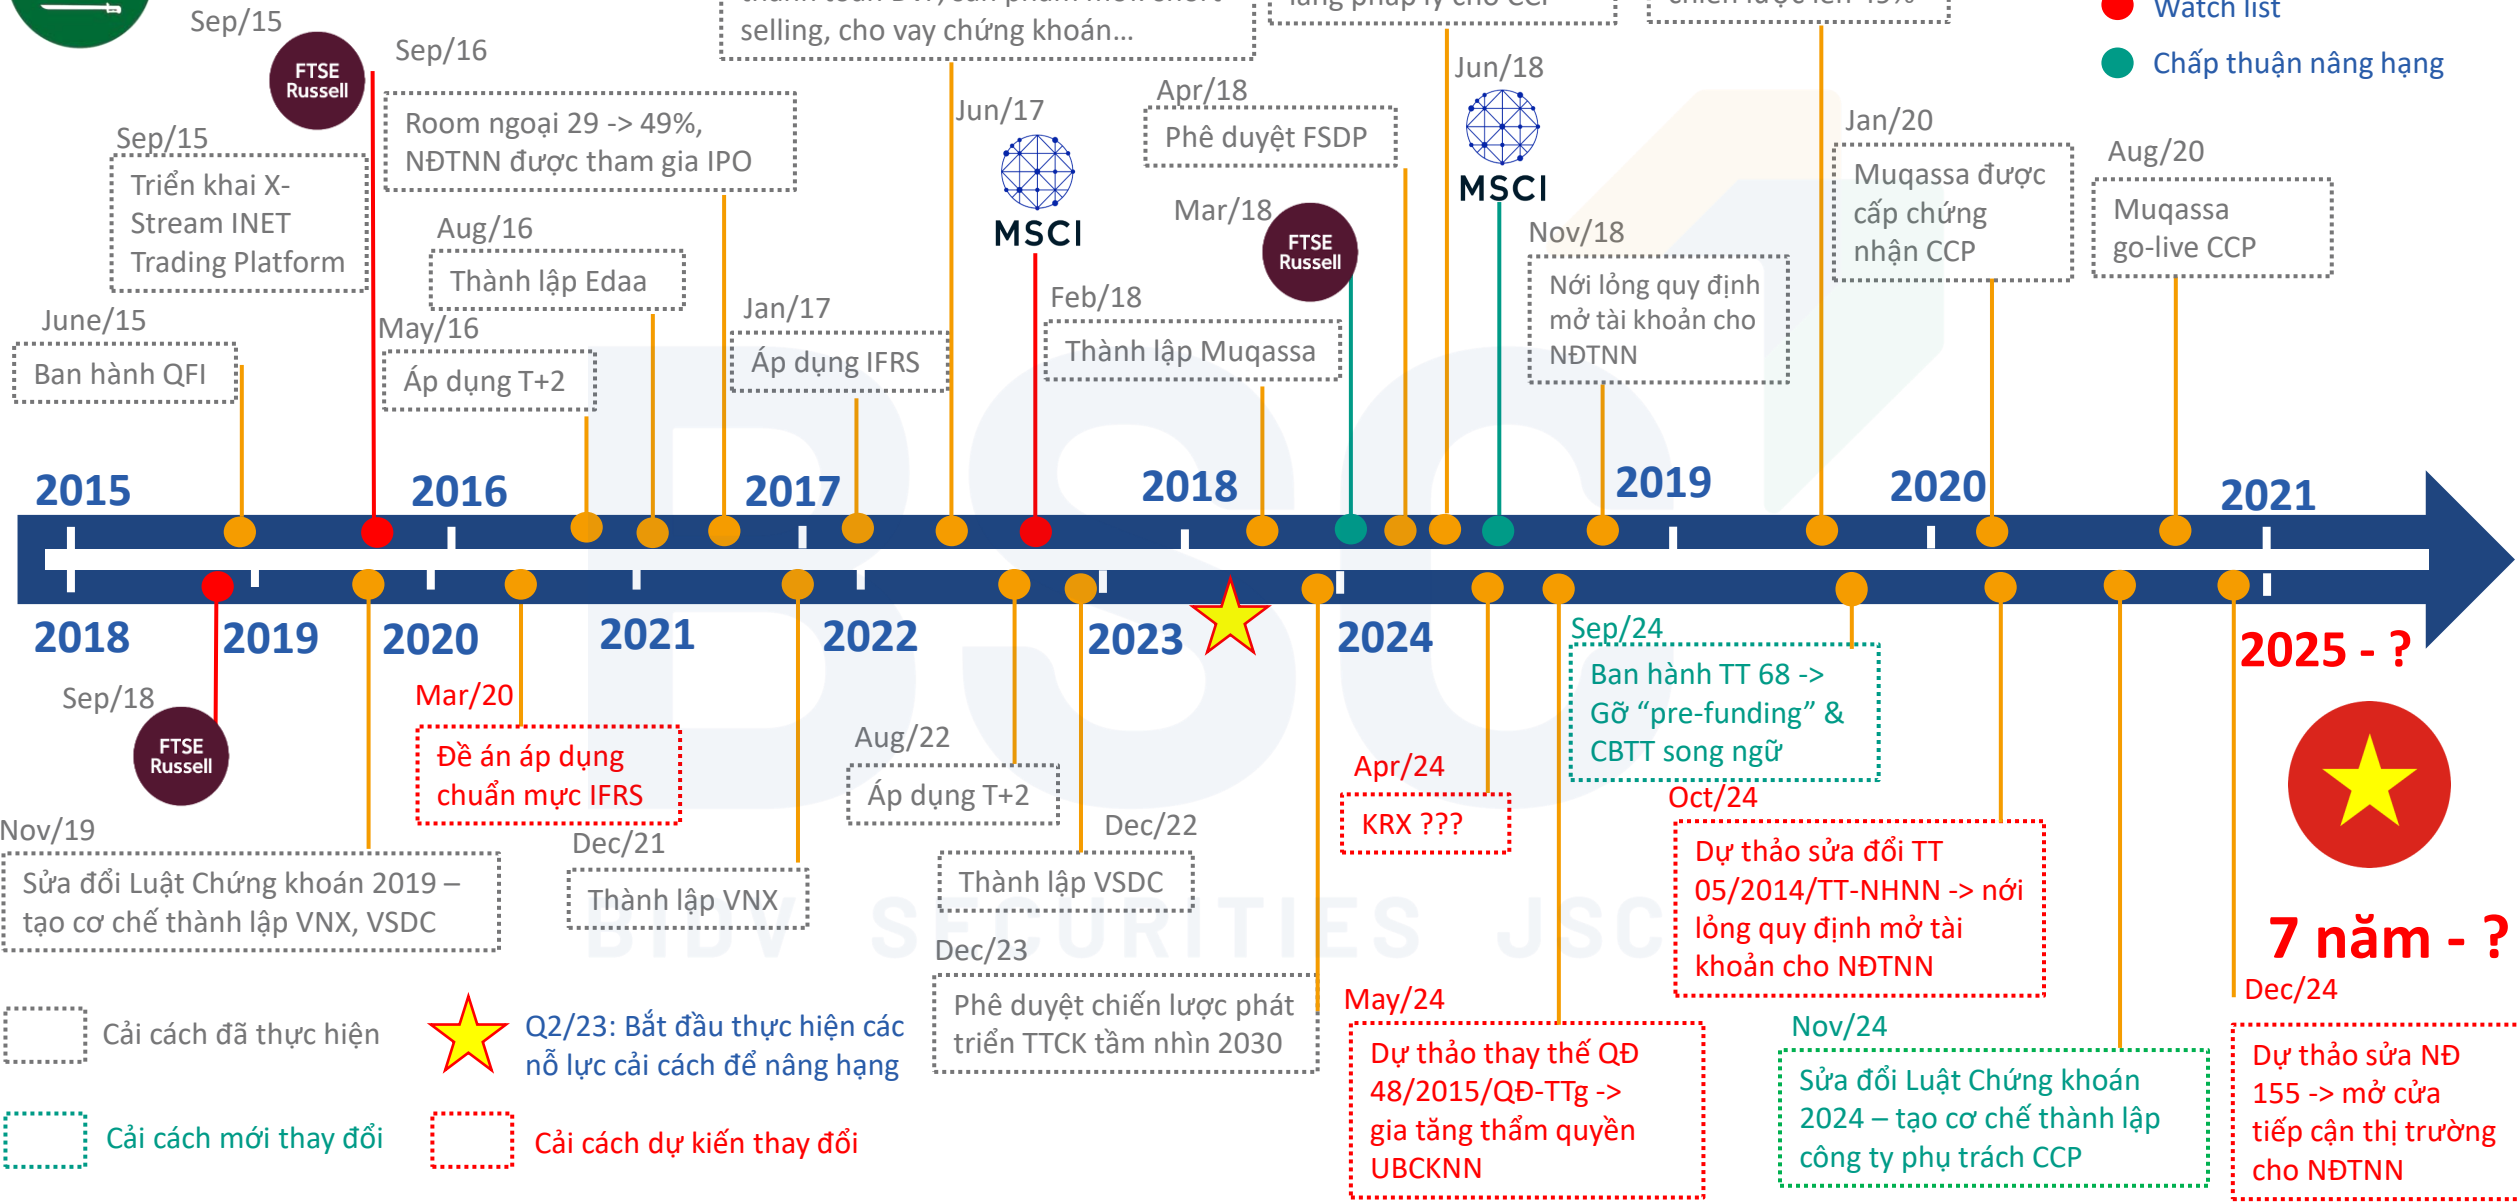 selling, cho vay chứng khoán...
Watch list
Chấp thuận nâng hạng
Sep/15
FTSE
Russell
Sep/16
Room ngoại 29 -> 49%,
NĐTNN được tham gia IPO
Jun/17
MSCI
Apr/18
Phê duyệt FSDP
Jun/18
MSCI
Jan/20
Muqassa được
cấp chứng
nhận CCP
Aug/20
Muqassa
go-live CCP
Sep/15
Triển khai X-
Stream INET
Trading Platform
Aug/16
Thành lập Edaa
Mar/18
FTSE
Russell
Nov/18
Nới lỏng quy định
mở tài khoản cho
NĐTNN
June/15
Ban hành QFI
May/16
Áp dụng T+2
Jan/17
Áp dụng IFRS
Feb/18
Thành lập Muqassa
2015
2016
2017
2018
2019
2020
2021
2018
2019
2020
2021
2022
2023
2024
2025 - ?
Sep/18
FTSE
Russell
Mar/20
Đề án áp dụng
chuẩn mực IFRS
Aug/22
Áp dụng T+2
Apr/24
KRX ???
Sep/24
Ban hành TT 68 ->
Gỡ “pre-funding” &
CBTT song ngữ
Nov/19
Sửa đổi Luật Chứng khoán 2019 –
tạo cơ chế thành lập VNX, VSDC
Dec/21
Thành lập VNX
Dec/22
Thành lập VSDC
Oct/24
Dự thảo sửa đổi TT
05/2014/TT-NHNN -> nới
lỏng quy định mở tài
khoản cho NĐTNN
7 năm - ?
Dec/23
Phê duyệt chiến lược phát
triển TTCK tầm nhìn 2030
May/24
Dự thảo thay thế QĐ
48/2015/QĐ-TTg ->
gia tăng thẩm quyền
UBCKNN
Nov/24
Sửa đổi Luật Chứng khoán
2024 – tạo cơ chế thành lập
công ty phụ trách CCP
Dec/24
Dự thảo sửa NĐ
155 -> mở cửa
tiếp cận thị trường
cho NĐTNN
Cải cách đã thực hiện
Q2/23: Bắt đầu thực hiện các
nỗ lực cải cách để nâng hạng
Cải cách mới thay đổi
Cải cách dự kiến thay đổi
BSC
BIDV SECURITIES JSC